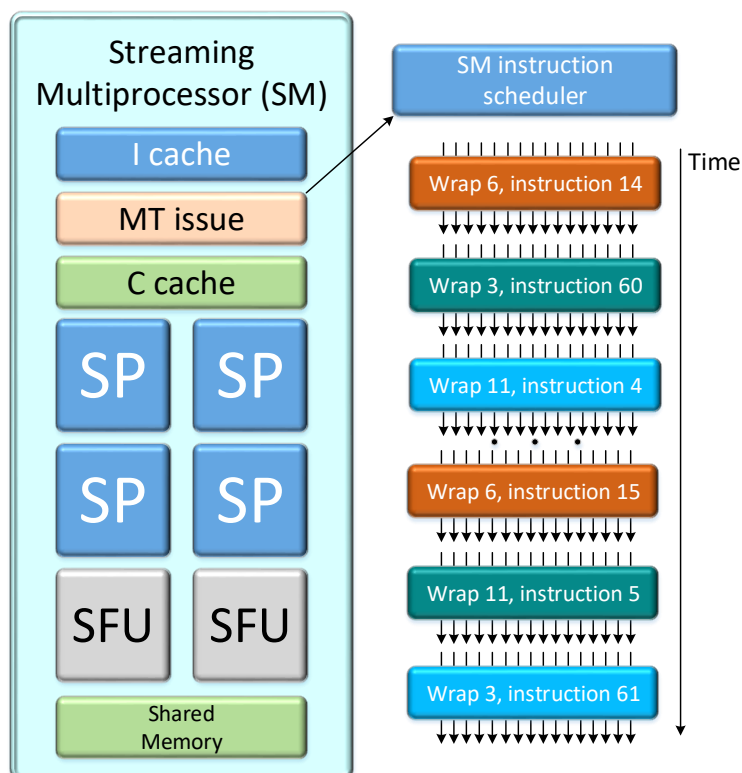 Streaming
Multiprocessor (SM)
I cache
MT issue
C cache
SP
SP
SP
SP
SFU
SFU
Shared
Memory
SM instruction
scheduler
Time
Wrap 6, instruction 14
Wrap 3, instruction 60
Wrap 11, instruction 4
Wrap 6, instruction 15
Wrap 11, instruction 5
Wrap 3, instruction 61